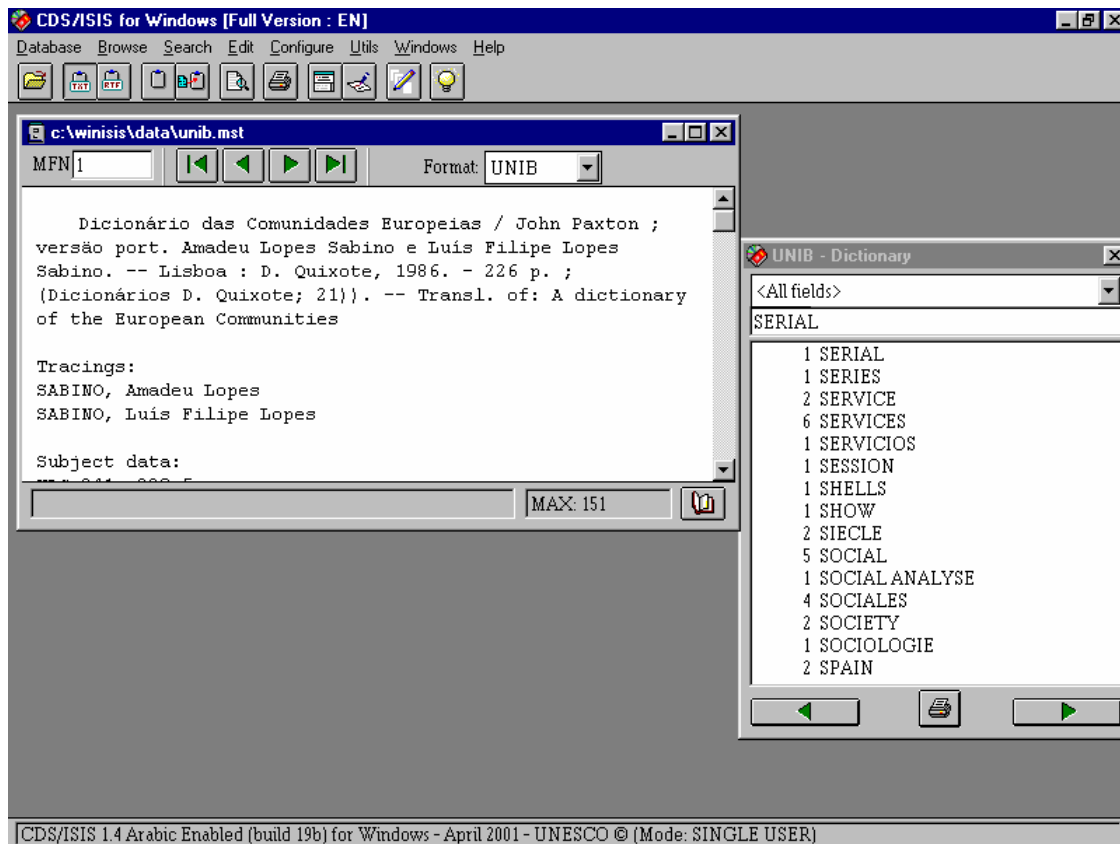 CDS/ISIS for Windows [Full Version : EN]
Database Browse Search Edit Configure Utils Windows Help
TXT RTF
c:\winisis\data\unib.mst
MFN 1 Format: UNIB
Dicionário das Comunidades Europeias / John Paxton ;
versão port. Amadeu Lopes Sabino e Luís Filipe Lopes
Sabino. -- Lisboa : D. Quixote, 1986. - 226 p. ;
(Dicionários D. Quixote; 21)). -- Transl. of: A dictionary
of the European Communities
Tracings:
SABINO, Amadeu Lopes
SABINO, Luís Filipe Lopes
Subject data:
MAX: 151
UNIB - Dictionary
<All fields>
SERIAL
1 SERIAL
1 SERIES
2 SERVICE
6 SERVICES
1 SERVICIOS
1 SESSION
1 SHELLS
1 SHOW
2 SIECLE
5 SOCIAL
1 SOCIAL ANALYSE
4 SOCIALES
2 SOCIETY
1 SOCIOLOGIE
2 SPAIN
CDS/ISIS 1.4 Arabic Enabled (build 19b) for Windows - April 2001 - UNESCO © (Mode: SINGLE USER)